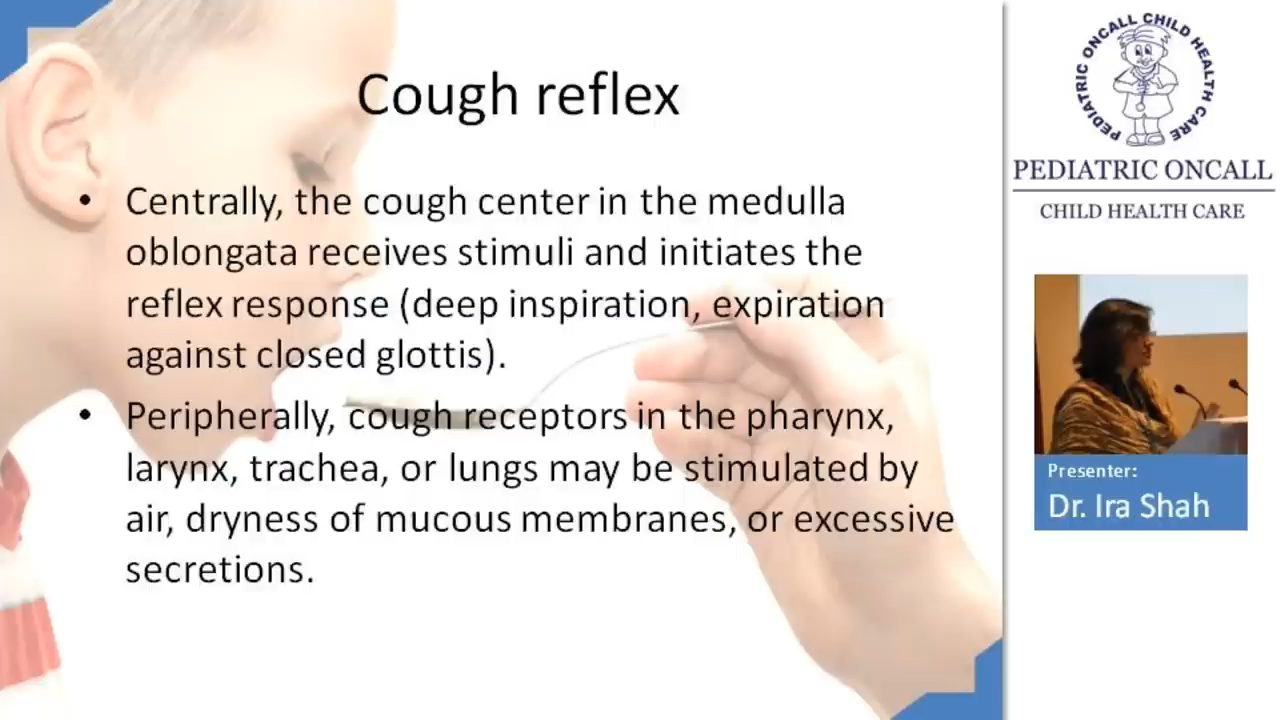 Cough reflex
• Centrally, the cough center in the medulla
oblongata receives stimuli and initiates the
reflex response (deep inspiration, expiration
against closed glottis).
• Peripherally, cough receptors in the pharynx,
larynx, trachea, or lungs may be stimulated by
air, dryness of mucous membranes, or excessive
secretions.
PEDIATRIC ONCALL CHILD HEALTH CARE
PEDIATRIC ONCALL
CHILD HEALTH CARE
Presenter:
Dr. Ira Shah